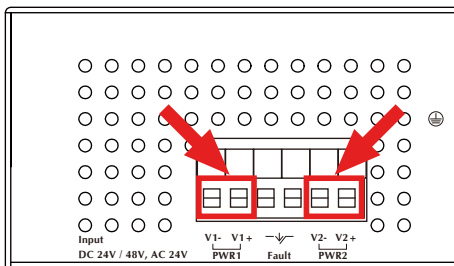 Input
V1- V1+ V2- V2+
DC 24V / 48V, AC 24V PWR1 Fault PWR2